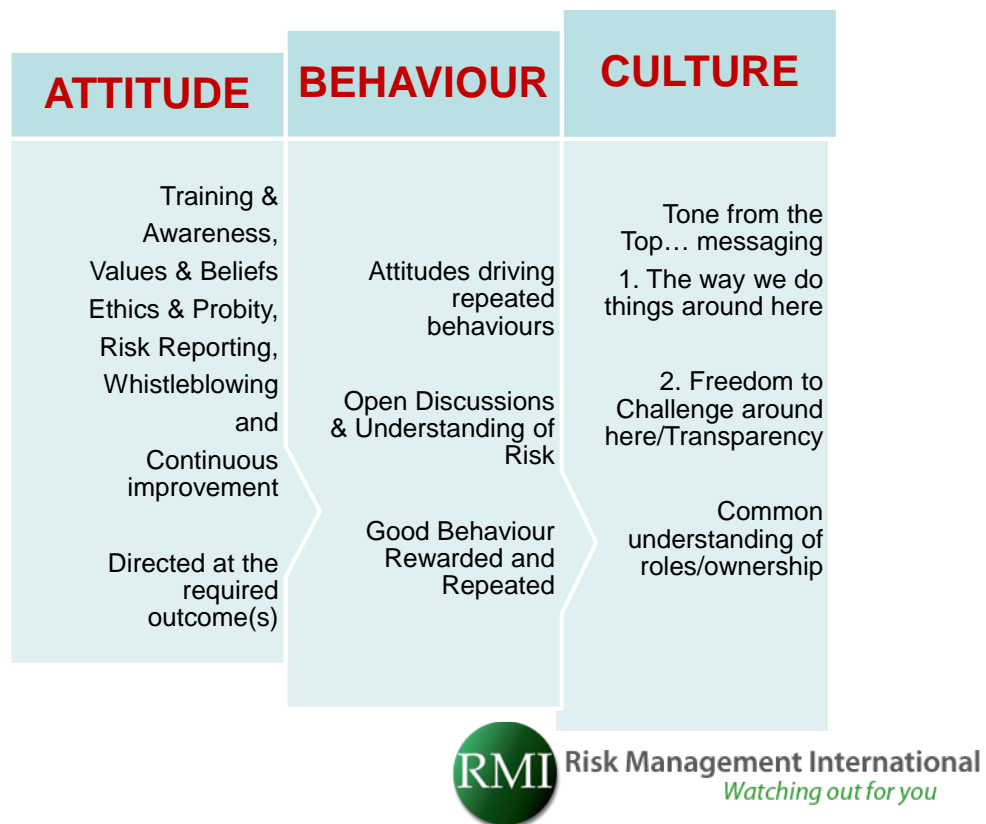 ATTITUDE
Training &
Awareness,
Values & Beliefs
Ethics & Probity,
Risk Reporting,
Whistleblowing
and
Continuous
improvement
Directed at the
required
outcome(s)
BEHAVIOUR
Attitudes driving
repeated
behaviours
Open Discussions
& Understanding of
Risk
Good Behaviour
Rewarded and
Repeated
CULTURE
Tone from the
Top… messaging
1. The way we do
things around here
2. Freedom to
Challenge around
here/Transparency
Common
understanding of
roles/ownership
RMI
Risk Management International
Watching out for you